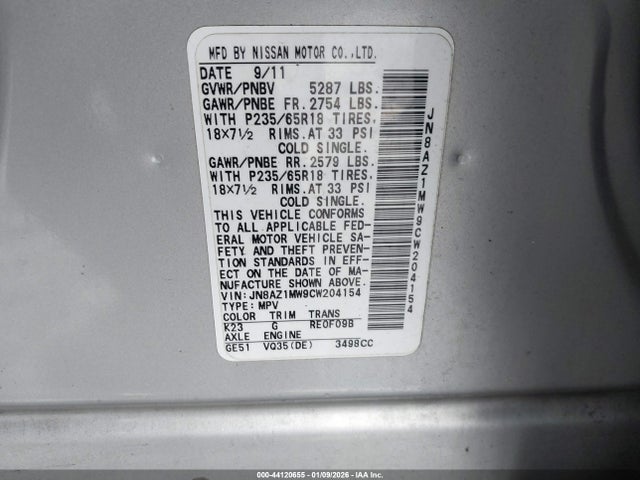 MFD BY NISSAN MOTOR CO.,LTD.
DATE 9/11
GVWR/PNBV 5287 LBS.
GAWR/PNBE FR. 2754 LBS.
WITH P235/65R18 TIRES.
18X7½ RIMS.AT 33 PSI
COLD SINGLE.
GAWR/PNBE RR. 2579 LBS.
WITH P235/65R18 TIRES.
18X7½ RIMS.AT 33 PSI
COLD SINGLE.
THIS VEHICLE CONFORMS
TO ALL APPLICABLE FED-
ERAL MOTOR VEHICLE SA-
FETY AND THEFT PREVEN-
TION STANDARDS IN EFF-
ECT ON THE DATE OF MA-
NUFACTURE SHOWN ABOVE.
VIN: JN8AZ1MW9CW204154
TYPE: MPV
COLOR TRIM TRANS
K23 G RE0F09B
AXLE ENGINE
GE51 VQ35(DE) 3498CC
JN8AZ1MW9CW204154
000-44120655 - 01/09/2026 - IAAI.com